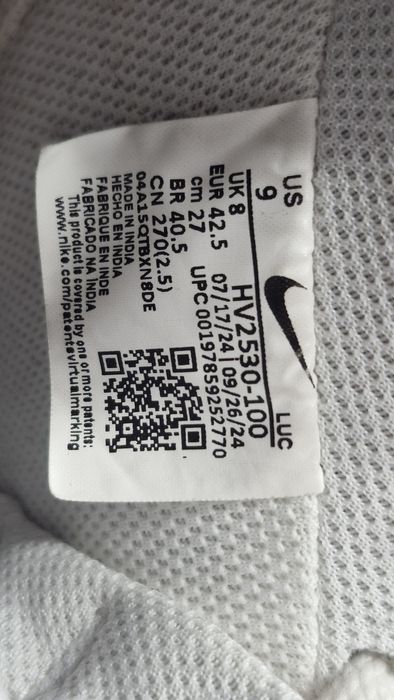 US 9 LUC
UK 8 HV2530-100
EUR 42.5 07/17/24 | 09/26/24
cm 27 UPC 00197859252770
BR 40.5
CN 270(2.5)
04A15QTBXN8DE
MADE IN INDIA
HECHO EN INDIA
FABRIQUE EN INDE
FABRICADO NA ÍNDIA
This product is covered by one or more patents:
www.nike.com/patentsvirtualmarking